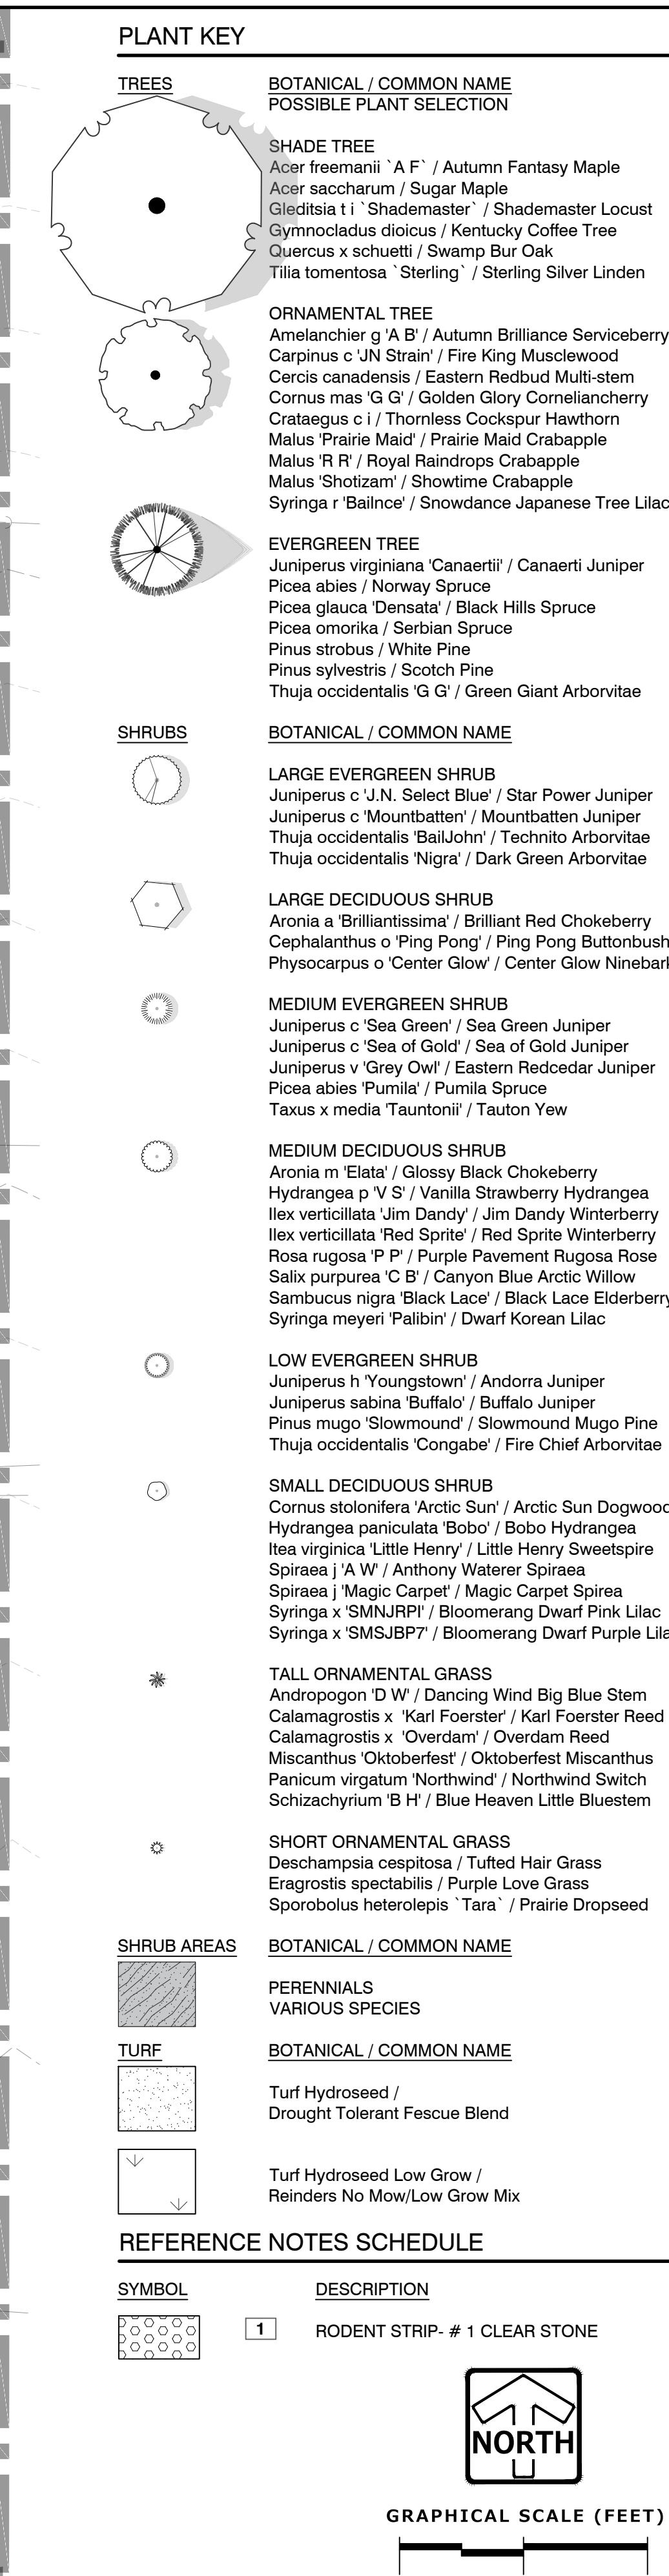 PLANT KEY
TREES BOTANICAL / COMMON NAME
POSSIBLE PLANT SELECTION
SHADE TREE
Acer freemanii `A F` / Autumn Fantasy Maple
Acer saccharum / Sugar Maple
Gleditsia t i `Shademaster` / Shademaster Locust
Gymnocladus dioicus / Kentucky Coffee Tree
Quercus x schuetti / Swamp Bur Oak
Tilia tomentosa `Sterling` / Sterling Silver Linden
ORNAMENTAL TREE
Amelanchier g 'A B' / Autumn Brilliance Serviceberry
Carpinus c 'JN Strain' / Fire King Musclewood
Cercis canadensis / Eastern Redbud Multi-stem
Cornus mas 'G G' / Golden Glory Corneliancherry
Crataegus c i / Thornless Cockspur Hawthorn
Malus 'Prairie Maid' / Prairie Maid Crabapple
Malus 'R R' / Royal Raindrops Crabapple
Malus 'Shotizam' / Showtime Crabapple
Syringa r 'Bailnce' / Snowdance Japanese Tree Lilac
EVERGREEN TREE
Juniperus virginiana 'Canaertii' / Canaerti Juniper
Picea abies / Norway Spruce
Picea glauca 'Densata' / Black Hills Spruce
Picea omorika / Serbian Spruce
Pinus strobus / White Pine
Pinus sylvestris / Scotch Pine
Thuja occidentalis 'G G' / Green Giant Arborvitae
SHRUBS BOTANICAL / COMMON NAME
LARGE EVERGREEN SHRUB
Juniperus c 'J.N. Select Blue' / Star Power Juniper
Juniperus c 'Mountbatten' / Mountbatten Juniper
Thuja occidentalis 'BailJohn' / Technito Arborvitae
Thuja occidentalis 'Nigra' / Dark Green Arborvitae
LARGE DECIDUOUS SHRUB
Aronia a 'Brilliantissima' / Brilliant Red Chokeberry
Cephalanthus o 'Ping Pong' / Ping Pong Buttonbush
Physocarpus o 'Center Glow' / Center Glow Ninebark
MEDIUM EVERGREEN SHRUB
Juniperus c 'Sea Green' / Sea Green Juniper
Juniperus c 'Sea of Gold' / Sea of Gold Juniper
Juniperus v 'Grey Owl' / Eastern Redcedar Juniper
Picea abies 'Pumila' / Pumila Spruce
Taxus x media 'Tauntonii' / Tauton Yew
MEDIUM DECIDUOUS SHRUB
Aronia m 'Elata' / Glossy Black Chokeberry
Hydrangea p 'V S' / Vanilla Strawberry Hydrangea
Ilex verticillata 'Jim Dandy' / Jim Dandy Winterberry
Ilex verticillata 'Red Sprite' / Red Sprite Winterberry
Rosa rugosa 'P P' / Purple Pavement Rugosa Rose
Salix purpurea 'C B' / Canyon Blue Arctic Willow
Sambucus nigra 'Black Lace' / Black Lace Elderberry
Syringa meyeri 'Palibin' / Dwarf Korean Lilac
LOW EVERGREEN SHRUB
Juniperus h 'Youngstown' / Andorra Juniper
Juniperus sabina 'Buffalo' / Buffalo Juniper
Pinus mugo 'Slowmound' / Slowmound Mugo Pine
Thuja occidentalis 'Congabe' / Fire Chief Arborvitae
SMALL DECIDUOUS SHRUB
Cornus stolonifera 'Arctic Sun' / Arctic Sun Dogwood
Hydrangea paniculata 'Bobo' / Bobo Hydrangea
Itea virginica 'Little Henry' / Little Henry Sweetspire
Spiraea j 'A W' / Anthony Waterer Spiraea
Spiraea j 'Magic Carpet' / Magic Carpet Spirea
Syringa x 'SMNJRPI' / Bloomerang Dwarf Pink Lilac
Syringa x 'SMSJBP7' / Bloomerang Dwarf Purple Lila
TALL ORNAMENTAL GRASS
Andropogon 'D W' / Dancing Wind Big Blue Stem
Calamagrostis x 'Karl Foerster' / Karl Foerster Reed
Calamagrostis x 'Overdam' / Overdam Reed
Miscanthus 'Oktoberfest' / Oktoberfest Miscanthus
Panicum virgatum 'Northwind' / Northwind Switch
Schizachyrium 'B H' / Blue Heaven Little Bluestem
SHORT ORNAMENTAL GRASS
Deschampsia cespitosa / Tufted Hair Grass
Eragrostis spectabilis / Purple Love Grass
Sporobolus heterolepis `Tara` / Prairie Dropseed
SHRUB AREAS BOTANICAL / COMMON NAME
PERENNIALS
VARIOUS SPECIES
TURF BOTANICAL / COMMON NAME
Turf Hydroseed /
Drought Tolerant Fescue Blend
Turf Hydroseed Low Grow /
Reinders No Mow/Low Grow Mix
REFERENCE NOTES SCHEDULE
SYMBOL DESCRIPTION
1 RODENT STRIP- # 1 CLEAR STONE
NORTH
GRAPHICAL SCALE (FEET)